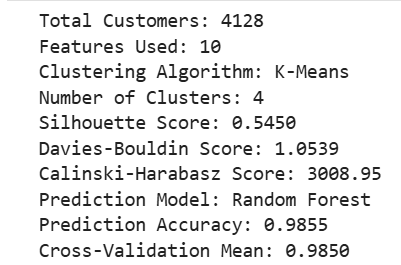 Total Customers: 4128
Features Used: 10
Clustering Algorithm: K-Means
Number of Clusters: 4
Silhouette Score: 0.5450
Davies-Bouldin Score: 1.0539
Calinski-Harabasz Score: 3008.95
Prediction Model: Random Forest
Prediction Accuracy: 0.9855
Cross-Validation Mean: 0.9850